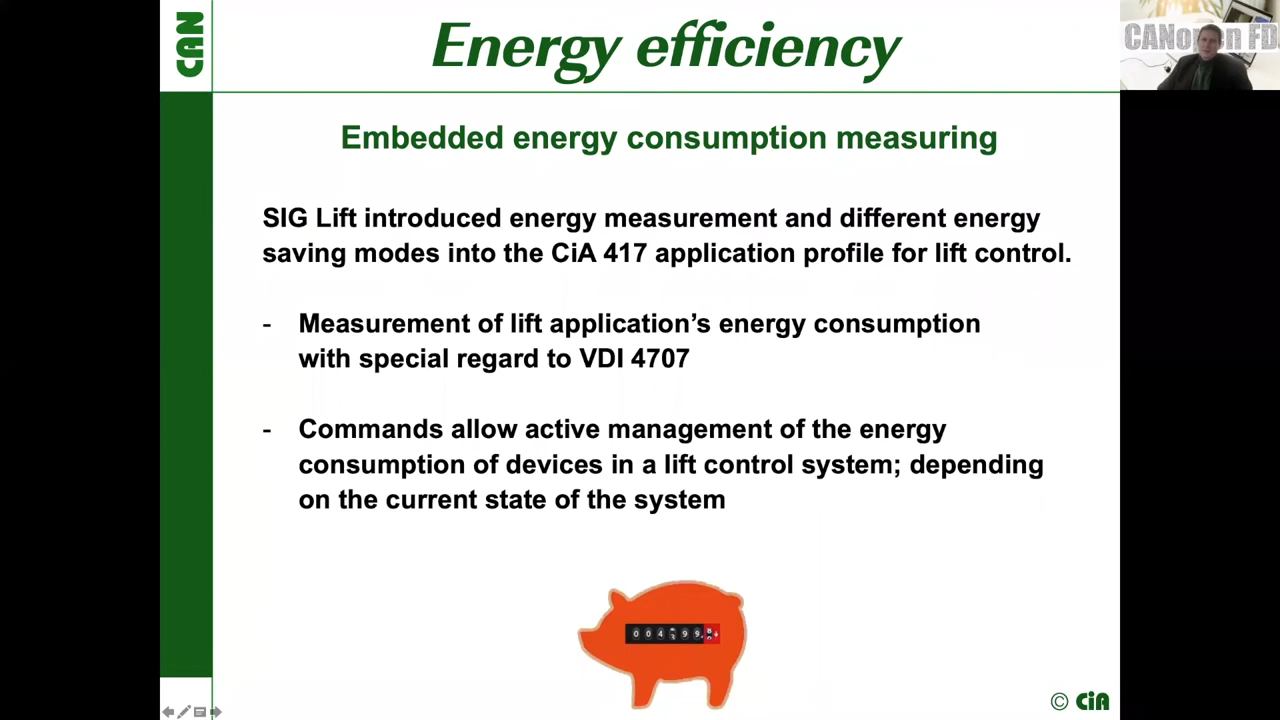 CAN
Energy efficiency
CANopen FD
Embedded energy consumption measuring
SIG Lift introduced energy measurement and different energy
saving modes into the CiA 417 application profile for lift control.
- Measurement of lift application’s energy consumption
with special regard to VDI 4707
- Commands allow active management of the energy
consumption of devices in a lift control system; depending
on the current state of the system
© CiA